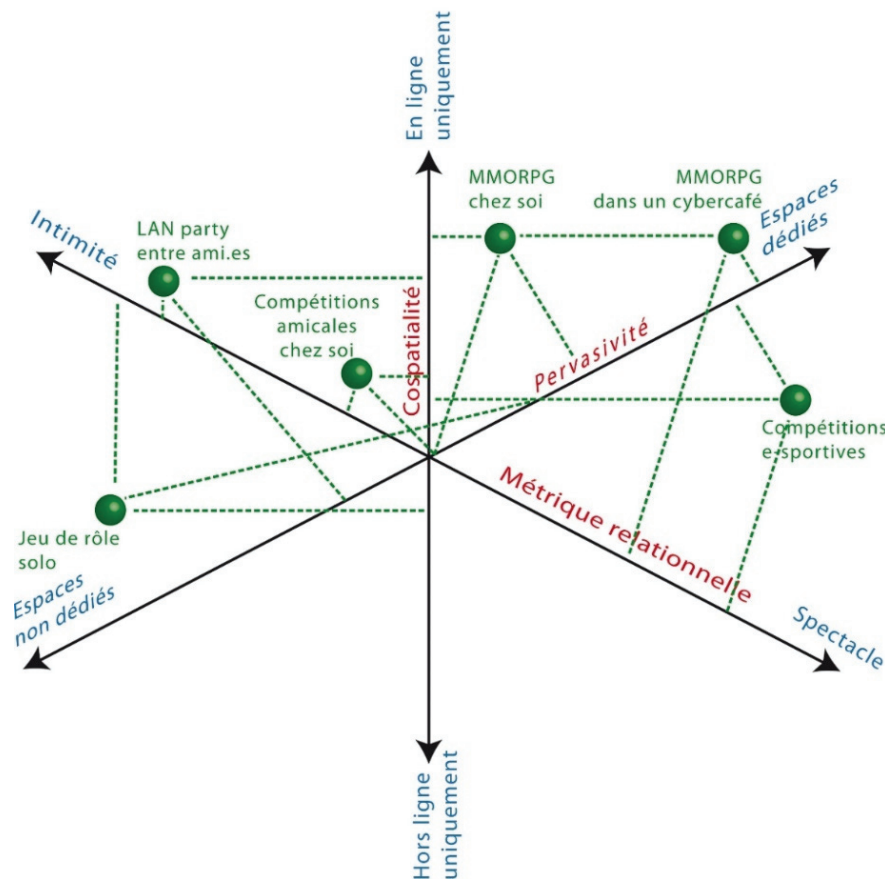 En ligne
uniquement
MMORPG
chez soi
MMORPG
dans un cybercafé
Espaces
dédiés
Intimité
LAN party
entre ami.es
Compétitions
amicales
chez soi
Cospatialité
Pervasivité
Compétitions
e-sportives
Métrique relationnelle
Jeu de rôle
solo
Espaces
non dédiés
Spectacle
Hors ligne
uniquement